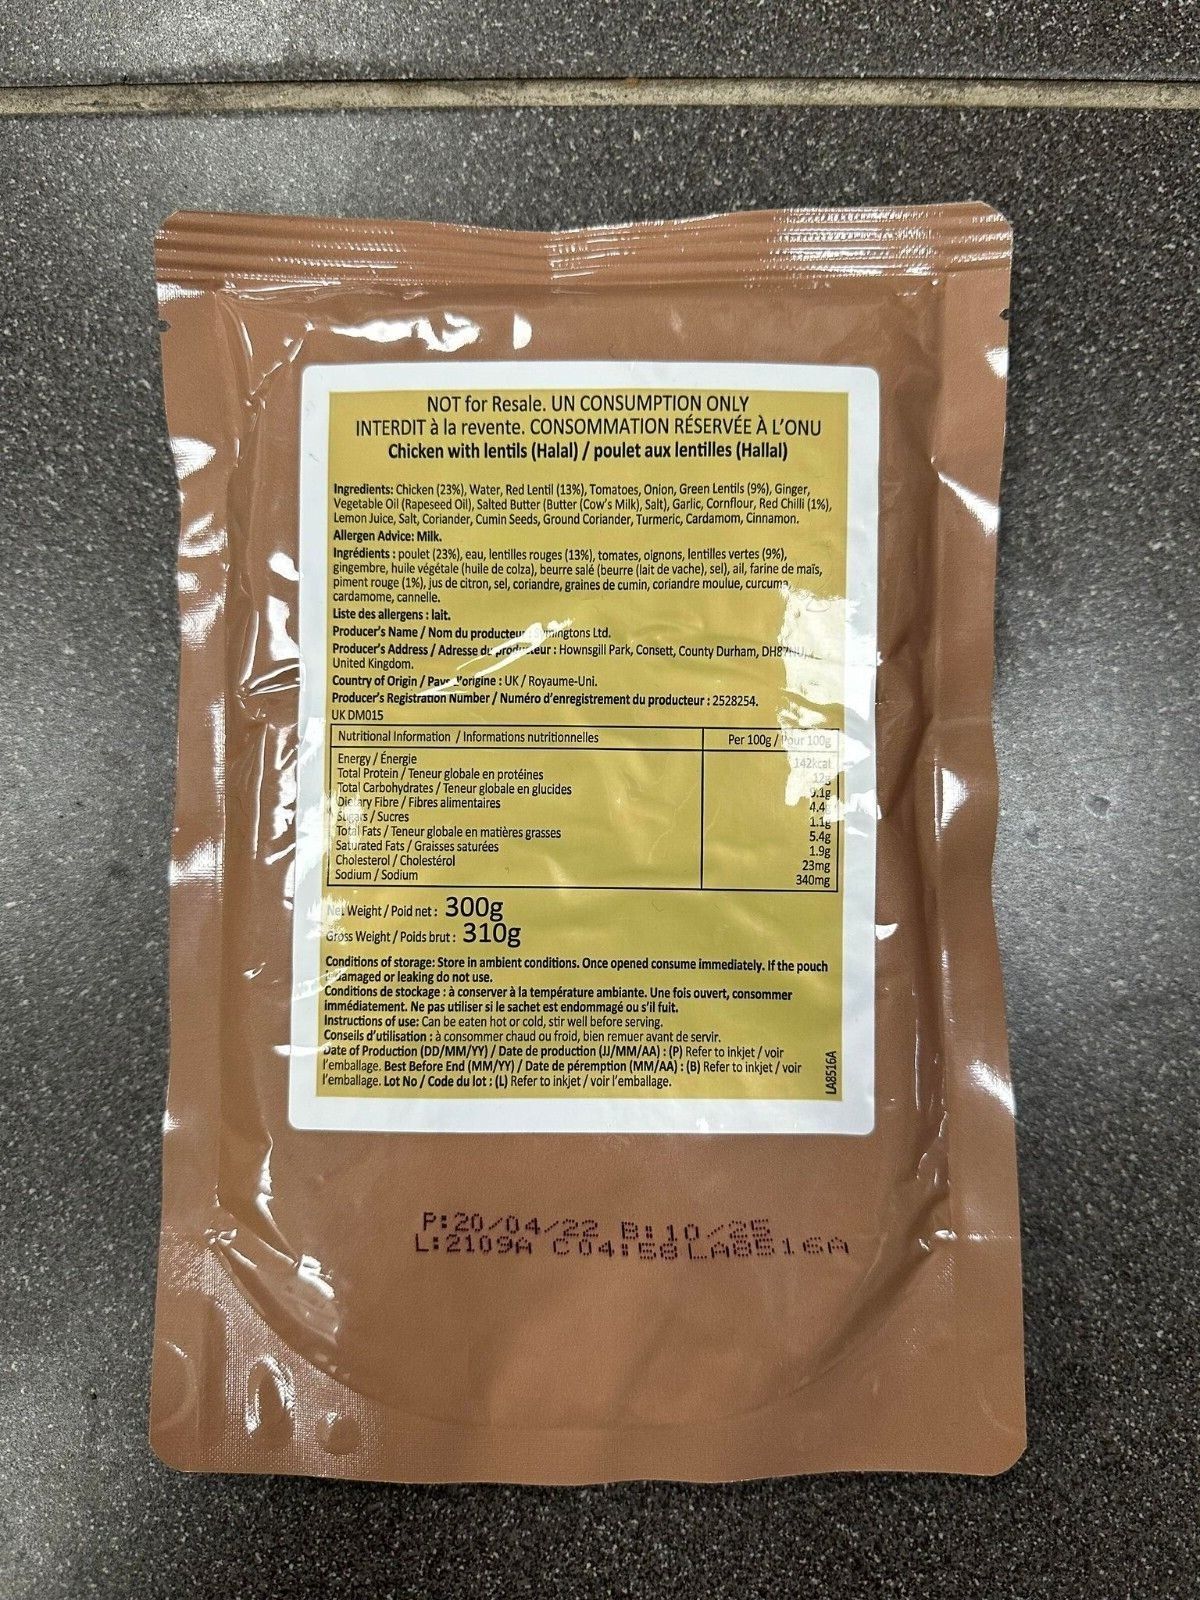 NOT for Resale. UN CONSUMPTION ONLY
INTERDIT à la revente. CONSOMMATION RÉSERVÉE À L'ONU
Chicken with lentils (Halal) / poulet aux lentilles (Hallal)
Ingredients: Chicken (23%), Water, Red Lentil (13%), Tomatoes, Onion, Green Lentils (9%), Ginger,
Vegetable Oil (Rapeseed Oil), Salted Butter (Butter (Cow's Milk), Salt), Garlic, Cornflour, Red Chilli (1%),
Lemon Juice, Salt, Coriander, Cumin Seeds, Ground Coriander, Turmeric, Cardamom, Cinnamon.
Allergen Advice: Milk.
Ingrédients : poulet (23%), eau, lentilles rouges (13%), tomates, oignons, lentilles vertes (9%),
gingembre, huile végétale (huile de colza), beurre salé (beurre (lait de vache), sel), ail, farine de maïs,
piment rouge (1%), jus de citron, sel, coriandre, graines de cumin, coriandre moulue, curcuma,
cardamome, cannelle.
Liste des allergens : lait.
Producer's Name / Nom du producteur : Symingtons Ltd.
Producer's Address / Adresse du producteur : Hownsgill Park, Consett, County Durham,
United Kingdom.
Country of Origin / Pays d'origine : UK / Royaume-Uni.
Producer's Registration Number / Numéro d'enregistrement du producteur : 2528254.
UK DM015
Nutritional Information / Informations nutritionnelles Per 100g / Pour 100g
Energy / Énergie 142kcal
Total Protein / Teneur globale en protéines 12g
Total Carbohydrates / Teneur globale en glucides 9.1g
Dietary Fibre / Fibres alimentaires 4.4
Sugars / Sucres 1.1g
Total Fats / Teneur globale en matières grasses 5.4g
Saturated Fats / Graisses saturées 1.9g
Cholesterol / Cholestérol 23mg
Sodium / Sodium 340mg
Net Weight / Poid net : 300g
Gross Weight / Poids brut : 310g
Conditions of storage: Store in ambient conditions. Once opened consume immediately. If the pouch
is damaged or leaking do not use.
Conditions de stockage : à conserver à la température ambiante. Une fois ouvert, consommer
immédiatement. Ne pas utiliser si le sachet est endommagé ou s'il fuit.
Instructions of use: Can be eaten hot or cold, stir well before serving.
Conseils d'utilisation : à consommer chaud ou froid, bien remuer avant de servir.
Date of Production (DD/MM/YY) / Date de production (JJ/MM/AA) : (P) Refer to inkjet / voir
l'emballage. Best Before End (MM/YY) / Date de péremption (MM/AA) : (B) Refer to inkjet / voir
l'emballage. Lot No / Code du lot : (L) Refer to inkjet / voir l'emballage.
LA8516A
P:20/04/22 B:10/25
L:2109A C04:58 LA8516A